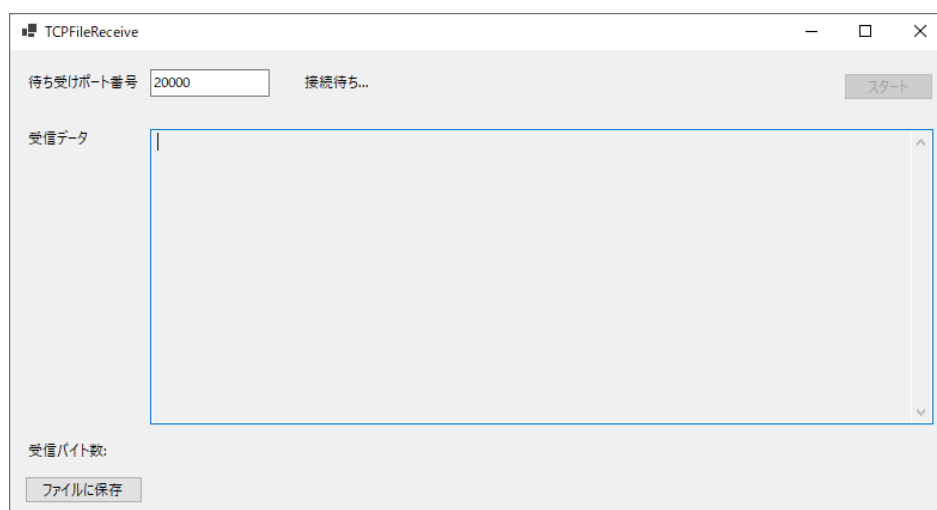 TCPFileReceive
待ち受けポート番号 20000 接続待ち... スタート
受信データ
受信バイト数:
ファイルに保存